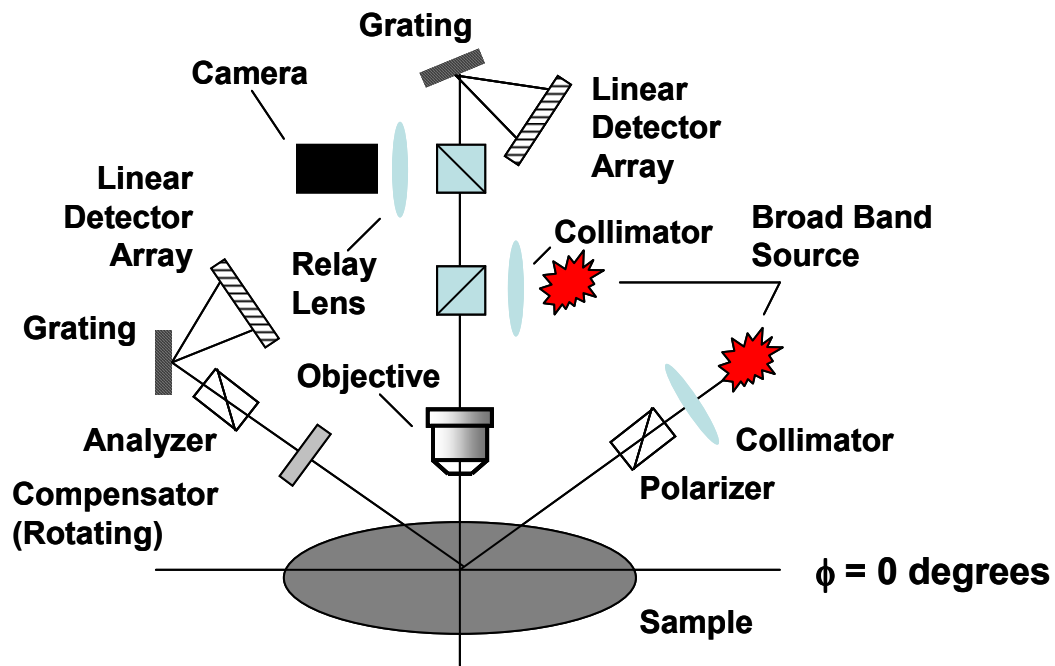 Grating
Camera
Linear
Detector
Array
Linear
Detector
Array
Broad Band
Source
Collimator
Relay
Lens
Grating
Objective
Analyzer
Collimator
Polarizer
Compensator
(Rotating)
ϕ = 0 degrees
Sample